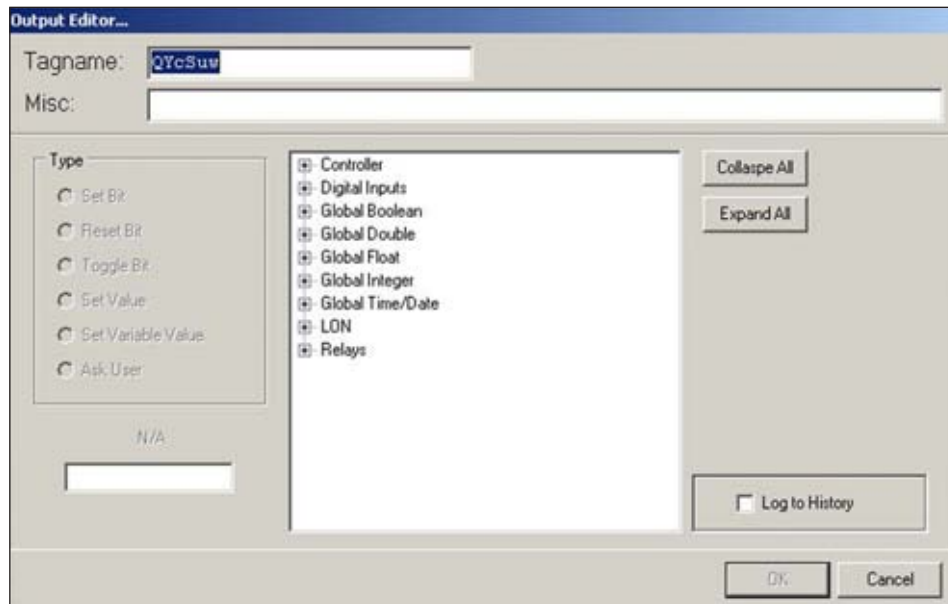 Output Editor...
Tagname: QYcSuw
Misc:
Type
Set Bit
Reset Bit
Toggle Bit
Set Value
Set Variable Value
Ask User
N/A
Controller
Digital Inputs
Global Boolean
Global Double
Global Float
Global Integer
Global Time/Date
LON
Relays
Collaspe All
Expand All
Log to History
OK
Cancel